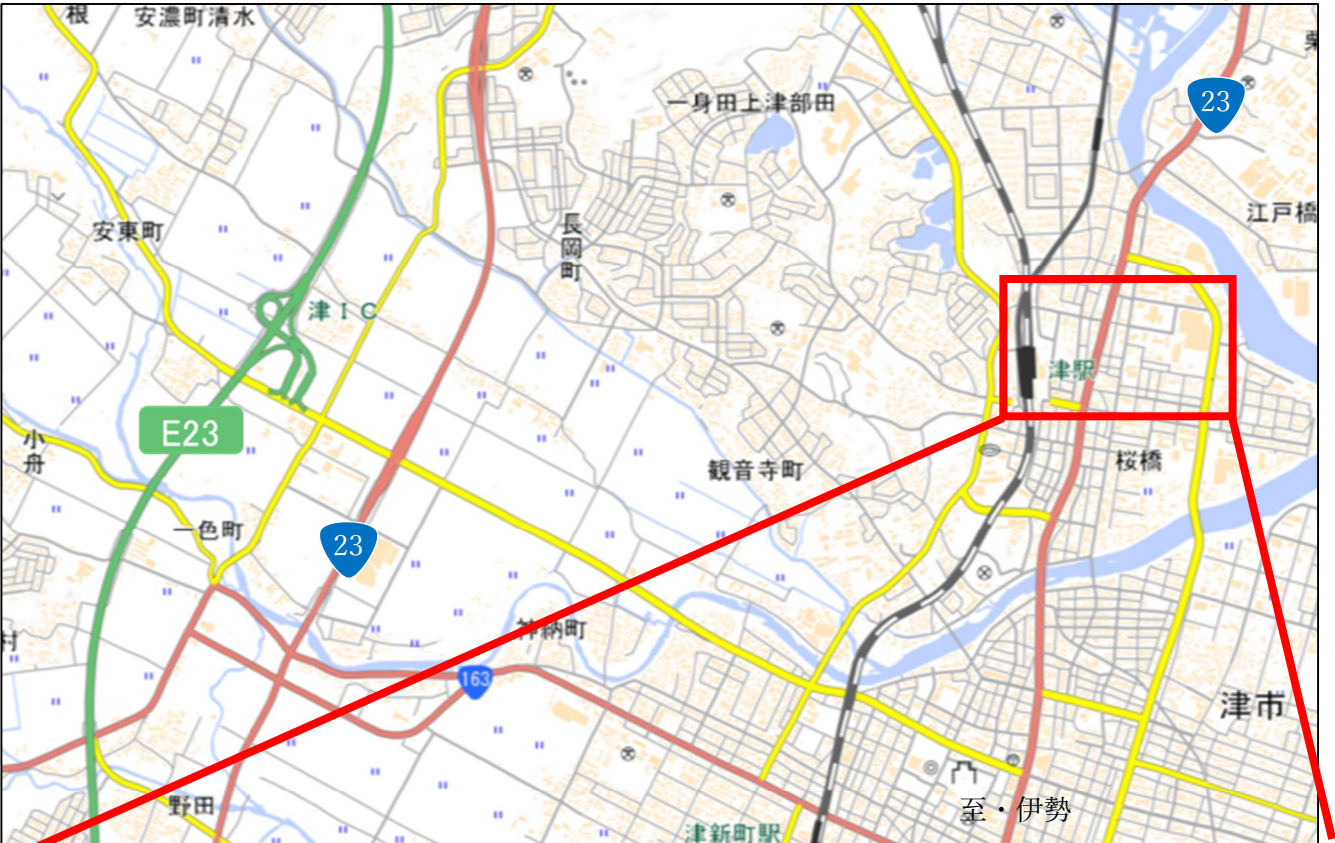 根
安濃町清水
一身田上津部田
23
安東町
長岡町
江戸橋
津IC
津駅
E23
小舟
観音寺町
桜橋
一色町
23
神納町
村
163
津市
野田
至・伊勢
津新町駅